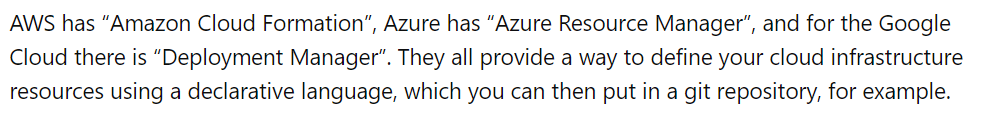 AWS has “Amazon Cloud Formation”, Azure has “Azure Resource Manager”, and for the Google
Cloud there is “Deployment Manager”. They all provide a way to define your cloud infrastructure
resources using a declarative language, which you can then put in a git repository, for example.